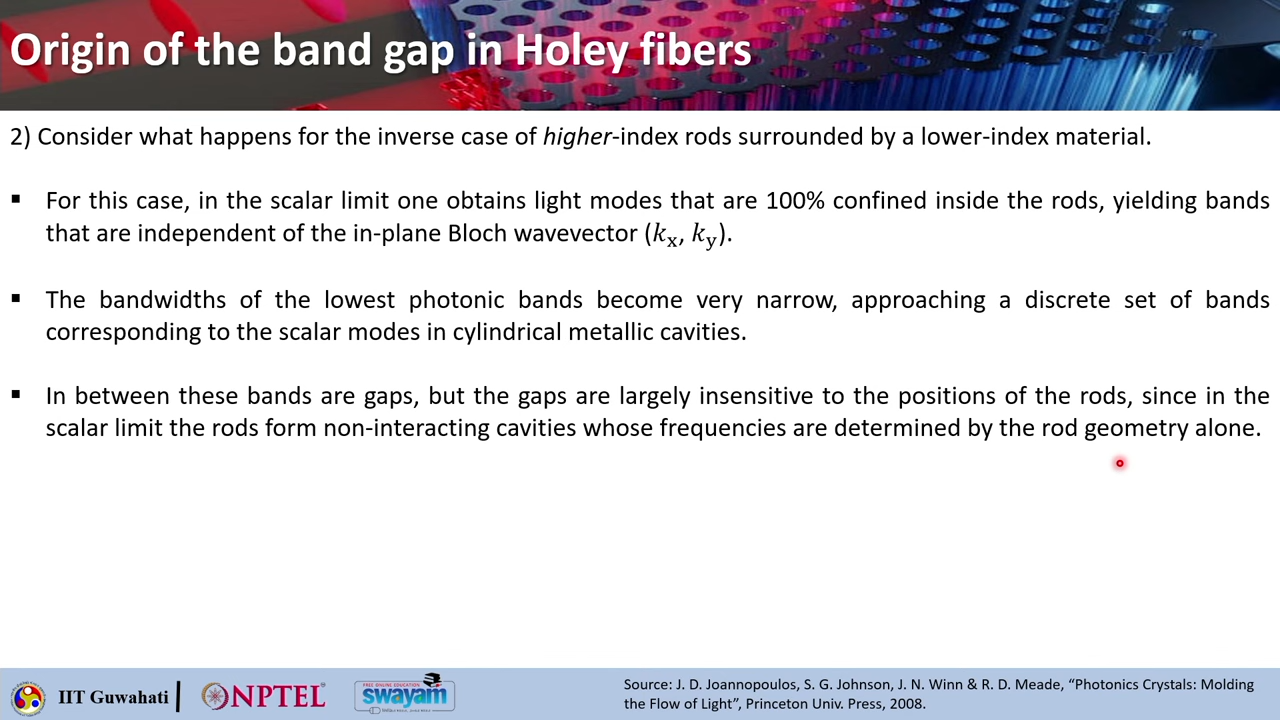 Origin of the band gap in Holey fibers
2) Consider what happens for the inverse case of higher-index rods surrounded by a lower-index material.
▪ For this case, in the scalar limit one obtains light modes that are 100% confined inside the rods, yielding bands
that are independent of the in-plane Bloch wavevector (kx, ky).
▪ The bandwidths of the lowest photonic bands become very narrow, approaching a discrete set of bands
corresponding to the scalar modes in cylindrical metallic cavities.
▪ In between these bands are gaps, but the gaps are largely insensitive to the positions of the rods, since in the
scalar limit the rods form non-interacting cavities whose frequencies are determined by the rod geometry alone.
IIT Guwahati
NPTEL
FREE ONLINE EDUCATION
swayam
Source: J. D. Joannopoulos, S. G. Johnson, J. N. Winn & R. D. Meade, “Photonics Crystals: Molding
the Flow of Light”, Princeton Univ. Press, 2008.